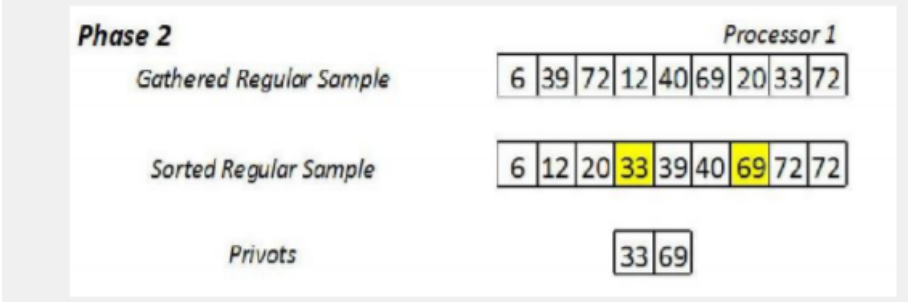 Phase 2 Processor 1
Gathered Regular Sample 6 39 72 12 40 69 20 33 72
Sorted Regular Sample 6 12 20 33 39 40 69 72 72
Privots 33 69